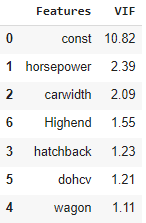 Features VIF
0 const 10.82
1 horsepower 2.39
2 carwidth 2.09
6 Highend 1.55
3 hatchback 1.23
5 dohcv 1.21
4 wagon 1.11